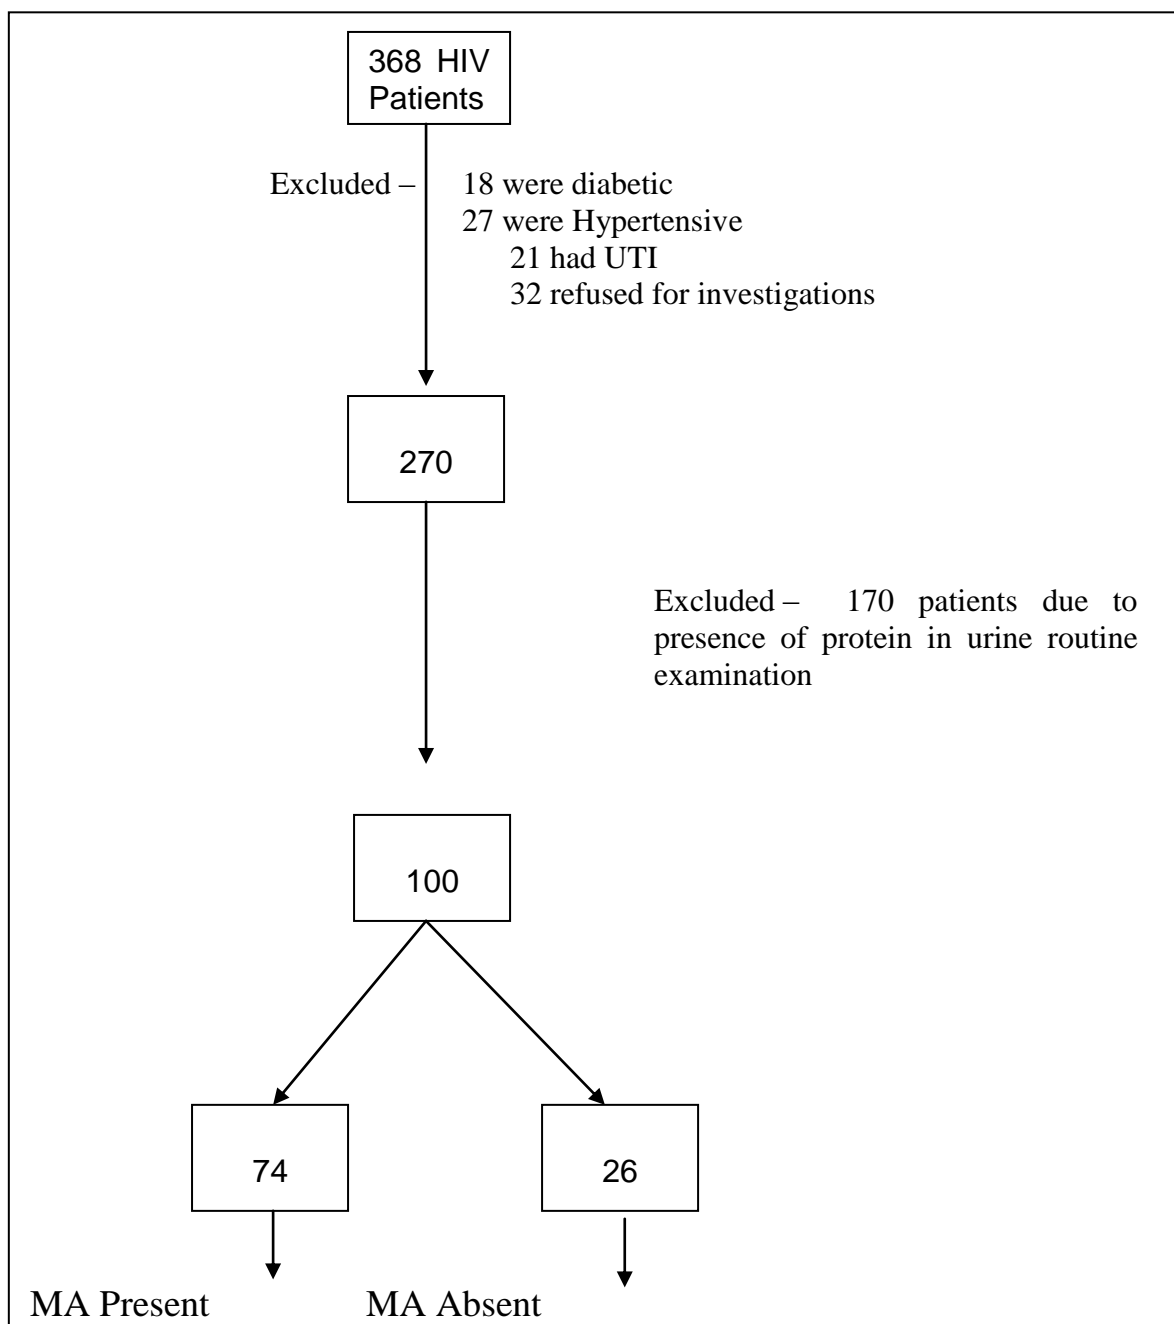 368 HIV
Patients
Excluded – 18 were diabetic
27 were Hypertensive
21 had UTI
32 refused for investigations
270
Excluded – 170 patients due to
presence of protein in urine routine
examination
100
74 26
MA Present MA Absent